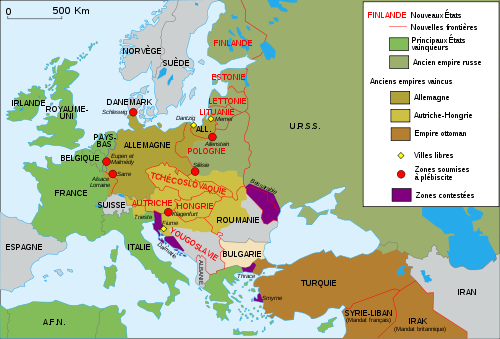 0 500 Km
NORVÈGE
SUÈDE
FINLANDE
ESTONIE
LETTONIE
LITUANIE
Memel
Dantzig
ALL.
Allenstein
POLOGNE
U.R.S.S.
IRLANDE
ROYAUME-
UNI
DANEMARK
Schleswig
PAYS-
BAS
ALLEMAGNE
BELGIQUE
Eupen et
Malmédy
Sarre
Alsace
Lorraine
Silésie
TCHÉCOSLOVAQUIE
FRANCE
SUISSE
AUTRICHE
HONGRIE
Klagenfurt
Bessarabie
ROUMANIE
Trieste
Fiume
YOUGOSLAVIE
Dalmatie
ITALIE
BULGARIE
ALBANIE
Thrace
Smyrne
ESPAGNE
A.F.N.
TURQUIE
SYRIE-LIBAN
(Mandat français)
IRAK
(Mandat britannique)
IRAN
FINLANDE Nouveaux États
Nouvelles frontières
Principaux États
vainqueurs
Ancien empire russe
Anciens empires vaincus
Allemagne
Autriche-Hongrie
Empire ottoman
Villes libres
Zones soumises
à plébiscite
Zones contestées